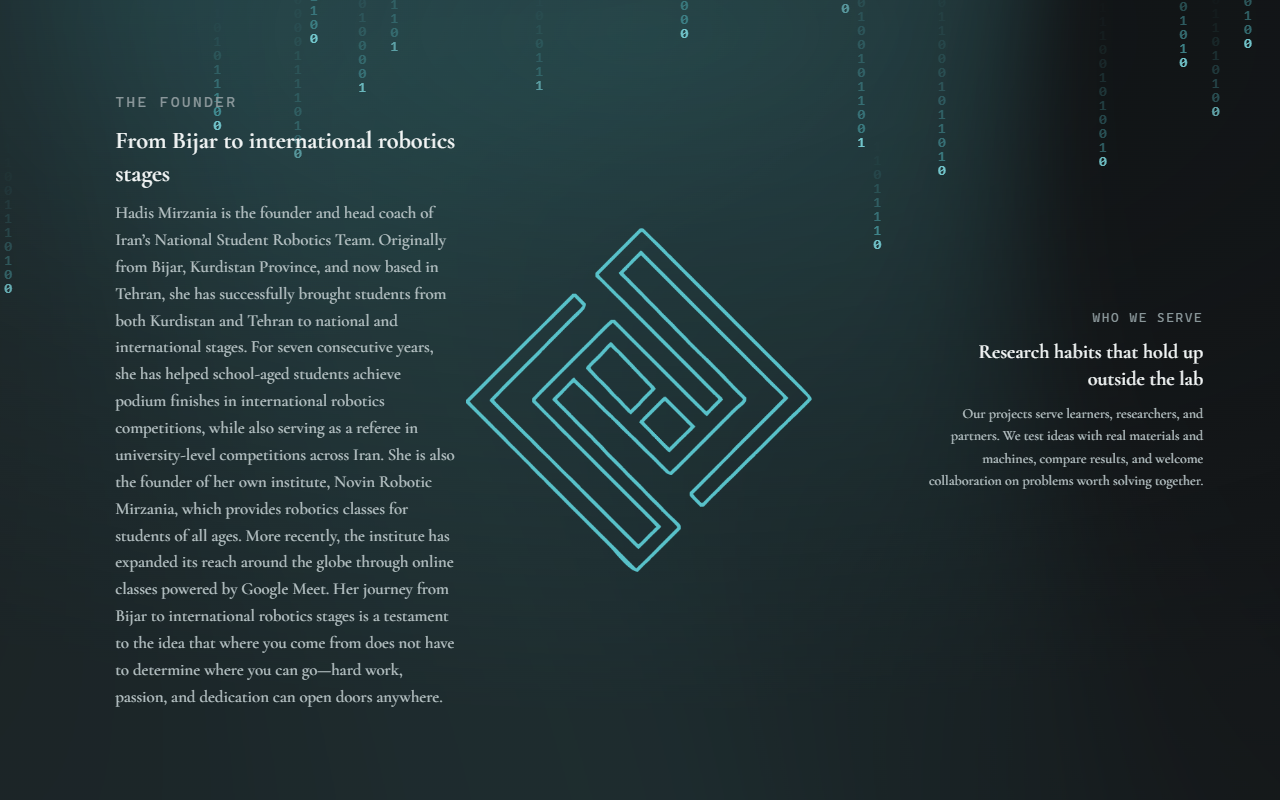 THE FOUNDER
From Bijar to international robotics
stages
Hadis Mirzania is the founder and head coach of
Iran’s National Student Robotics Team. Originally
from Bijar, Kurdistan Province, and now based in
Tehran, she has successfully brought students from
both Kurdistan and Tehran to national and
international stages. For seven consecutive years,
she has helped school-aged students achieve
podium finishes in international robotics
competitions, while also serving as a referee in
university-level competitions across Iran. She is also
the founder of her own institute, Novin Robotic
Mirzania, which provides robotics classes for
students of all ages. More recently, the institute has
expanded its reach around the globe through online
classes powered by Google Meet. Her journey from
Bijar to international robotics stages is a testament
to the idea that where you come from does not have
to determine where you can go—hard work,
passion, and dedication can open doors anywhere.
WHO WE SERVE
Research habits that hold up
outside the lab
Our projects serve learners, researchers, and
partners. We test ideas with real materials and
machines, compare results, and welcome
collaboration on problems worth solving together.